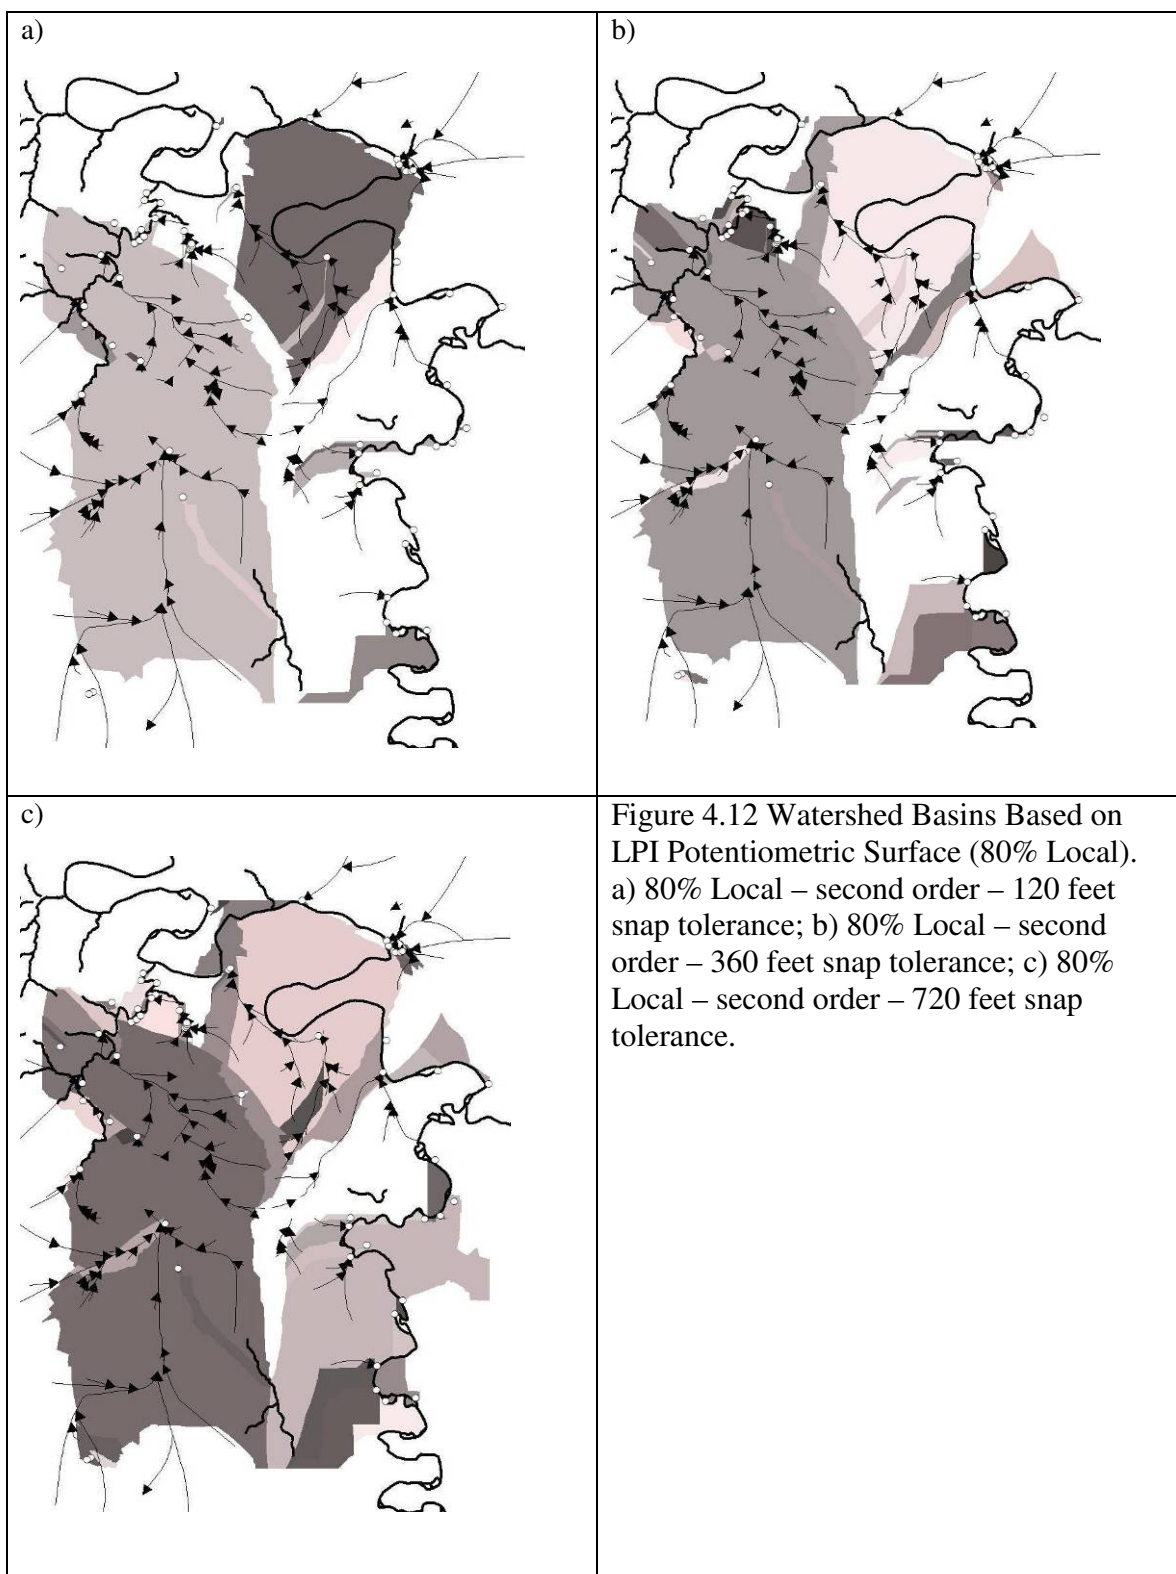 a)
b)
c)
Figure 4.12 Watershed Basins Based on
LPI Potentiometric Surface (80% Local).
a) 80% Local – second order – 120 feet
snap tolerance; b) 80% Local – second
order – 360 feet snap tolerance; c) 80%
Local – second order – 720 feet snap
tolerance.